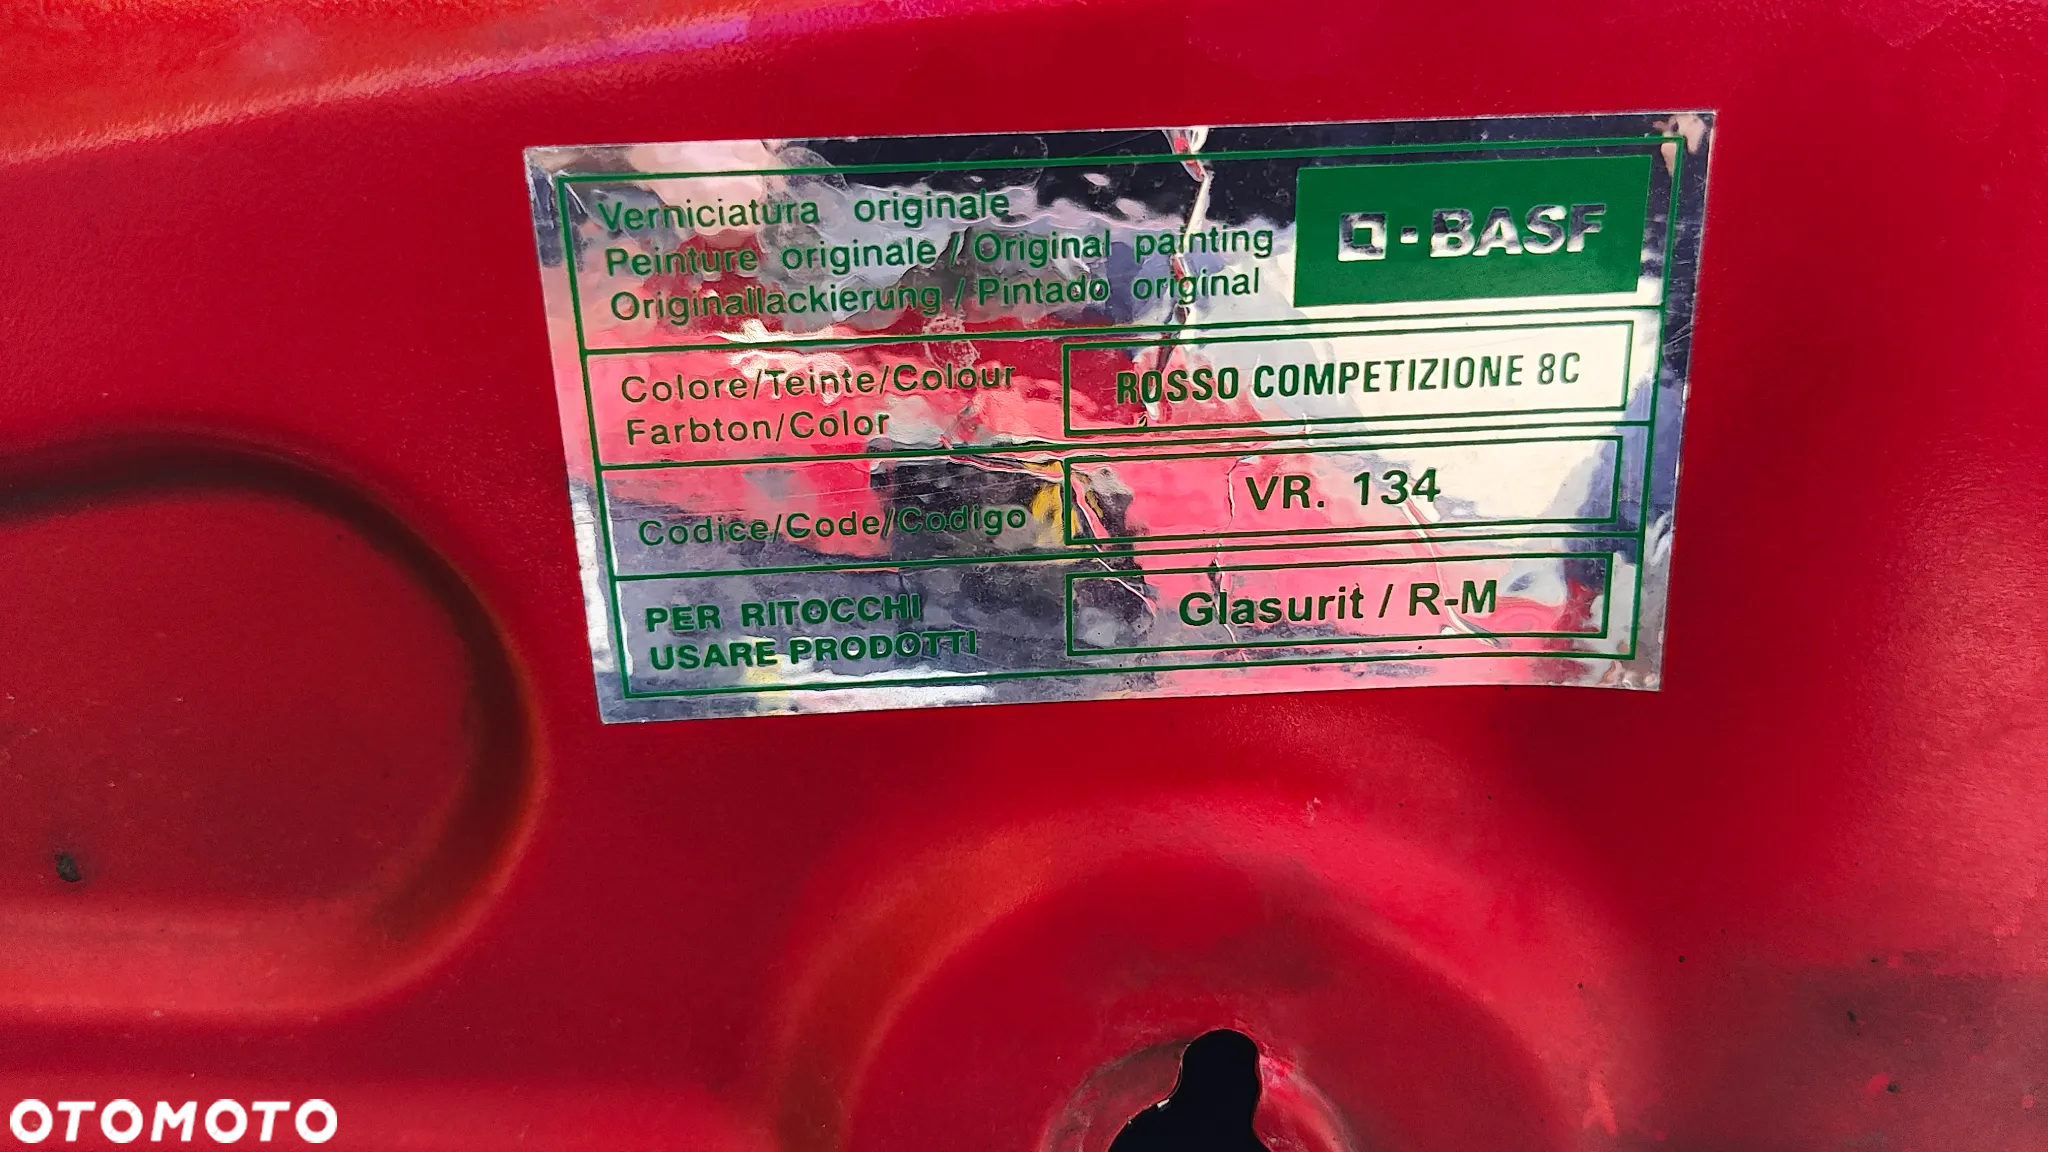 Verniciatura originale
Peinture originale / Original painting
Originallackierung / Pintado original
BASF
Colore/Teinte/Colour
Farbton/Color
ROSSO COMPETIZIONE 8C
Codice/Code/Codigo
VR. 134
PER RITOCCHI
USARE PRODOTTI
Glasurit / R-M
OTOMOTO